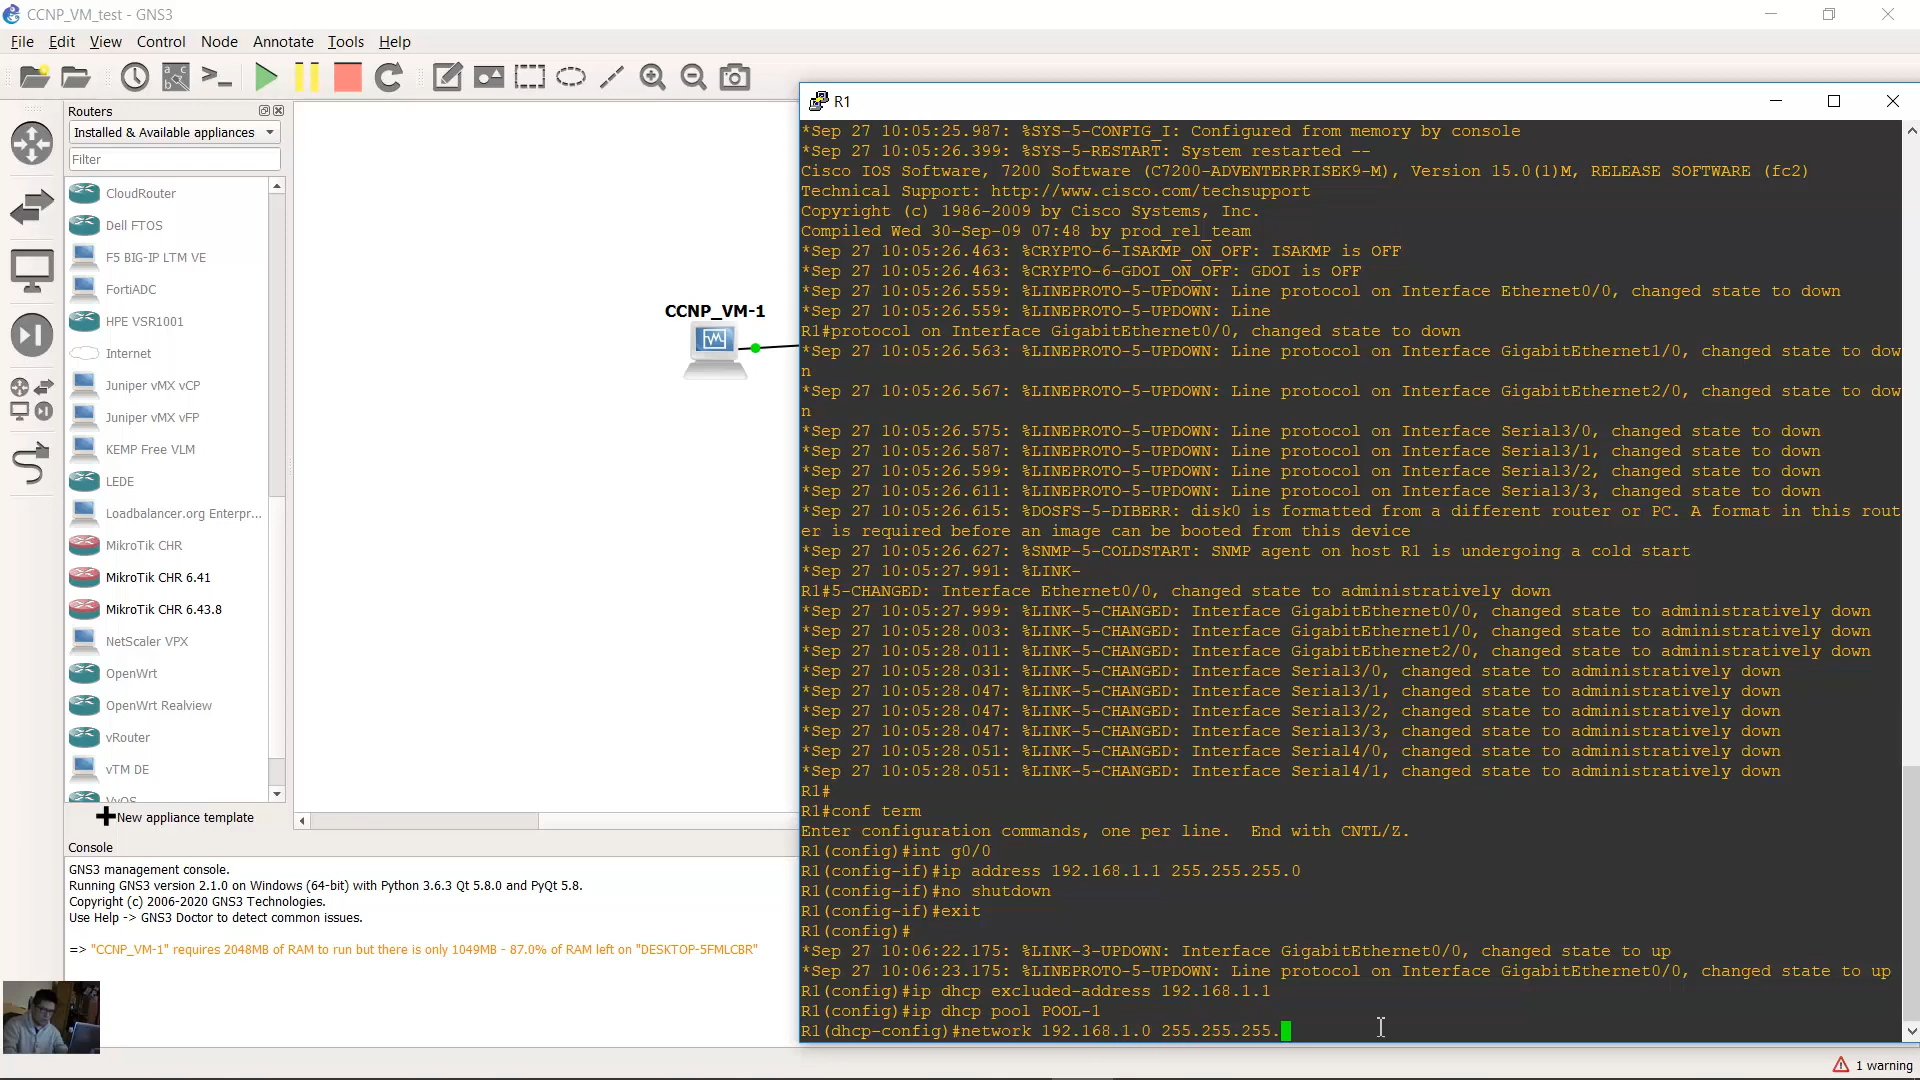 CCNP_VM_test - GNS3
File Edit View Control Node Annotate Tools Help
Routers
Installed & Available appliances
Filter
CloudRouter
Dell FTOS
F5 BIG-IP LTM VE
FortiADC
HPE VSR1001
Internet
Juniper vMX vCP
Juniper vMX vFP
KEMP Free VLM
LEDE
Loadbalancer.org Enterpr...
MikroTik CHR
MikroTik CHR 6.41
MikroTik CHR 6.43.8
NetScaler VPX
OpenWrt
OpenWrt Realview
vRouter
vTM DE
VyOS
New appliance template
CCNP_VM-1
Console
GNS3 management console.
Running GNS3 version 2.1.0 on Windows (64-bit) with Python 3.6.3 Qt 5.8.0 and PyQt 5.8.
Copyright (c) 2006-2020 GNS3 Technologies.
Use Help -> GNS3 Doctor to detect common issues.
=> "CCNP_VM-1" requires 2048MB of RAM to run but there is only 1049MB - 87.0% of RAM left on "DESKTOP-5FMLCBR"
R1
*Sep 27 10:05:25.987: %SYS-5-CONFIG_I: Configured from memory by console
*Sep 27 10:05:26.399: %SYS-5-RESTART: System restarted --
Cisco IOS Software, 7200 Software (C7200-ADVENTERPRISEK9-M), Version 15.0(1)M, RELEASE SOFTWARE (fc2)
Technical Support: http://www.cisco.com/techsupport
Copyright (c) 1986-2009 by Cisco Systems, Inc.
Compiled Wed 30-Sep-09 07:48 by prod_rel_team
*Sep 27 10:05:26.463: %CRYPTO-6-ISAKMP_ON_OFF: ISAKMP is OFF
*Sep 27 10:05:26.463: %CRYPTO-6-GDOI_ON_OFF: GDOI is OFF
*Sep 27 10:05:26.559: %LINEPROTO-5-UPDOWN: Line protocol on Interface Ethernet0/0, changed state to down
*Sep 27 10:05:26.559: %LINEPROTO-5-UPDOWN: Line
R1#protocol on Interface GigabitEthernet0/0, changed state to down
*Sep 27 10:05:26.563: %LINEPROTO-5-UPDOWN: Line protocol on Interface GigabitEthernet1/0, changed state to dow
n
*Sep 27 10:05:26.567: %LINEPROTO-5-UPDOWN: Line protocol on Interface GigabitEthernet2/0, changed state to dow
n
*Sep 27 10:05:26.575: %LINEPROTO-5-UPDOWN: Line protocol on Interface Serial3/0, changed state to down
*Sep 27 10:05:26.587: %LINEPROTO-5-UPDOWN: Line protocol on Interface Serial3/1, changed state to down
*Sep 27 10:05:26.599: %LINEPROTO-5-UPDOWN: Line protocol on Interface Serial3/2, changed state to down
*Sep 27 10:05:26.611: %LINEPROTO-5-UPDOWN: Line protocol on Interface Serial3/3, changed state to down
*Sep 27 10:05:26.615: %DOSFS-5-DIBERR: disk0 is formatted from a different router or PC. A format in this rout
er is required before an image can be booted from this device
*Sep 27 10:05:26.627: %SNMP-5-COLDSTART: SNMP agent on host R1 is undergoing a cold start
*Sep 27 10:05:27.991: %LINK-
R1#5-CHANGED: Interface Ethernet0/0, changed state to administratively down
*Sep 27 10:05:27.999: %LINK-5-CHANGED: Interface GigabitEthernet0/0, changed state to administratively down
*Sep 27 10:05:28.003: %LINK-5-CHANGED: Interface GigabitEthernet1/0, changed state to administratively down
*Sep 27 10:05:28.011: %LINK-5-CHANGED: Interface GigabitEthernet2/0, changed state to administratively down
*Sep 27 10:05:28.031: %LINK-5-CHANGED: Interface Serial3/0, changed state to administratively down
*Sep 27 10:05:28.047: %LINK-5-CHANGED: Interface Serial3/1, changed state to administratively down
*Sep 27 10:05:28.047: %LINK-5-CHANGED: Interface Serial3/2, changed state to administratively down
*Sep 27 10:05:28.047: %LINK-5-CHANGED: Interface Serial3/3, changed state to administratively down
*Sep 27 10:05:28.051: %LINK-5-CHANGED: Interface Serial4/0, changed state to administratively down
*Sep 27 10:05:28.051: %LINK-5-CHANGED: Interface Serial4/1, changed state to administratively down
R1#
R1#conf term
Enter configuration commands, one per line.  End with CNTL/Z.
R1(config)#int g0/0
R1(config-if)#ip address 192.168.1.1 255.255.255.0
R1(config-if)#no shutdown
R1(config-if)#exit
R1(config)#
*Sep 27 10:06:22.175: %LINK-3-UPDOWN: Interface GigabitEthernet0/0, changed state to up
*Sep 27 10:06:23.175: %LINEPROTO-5-UPDOWN: Line protocol on Interface GigabitEthernet0/0, changed state to up
R1(config)#ip dhcp excluded-address 192.168.1.1
R1(config)#ip dhcp pool POOL-1
R1(dhcp-config)#network 192.168.1.0 255.255.255.
1 warning